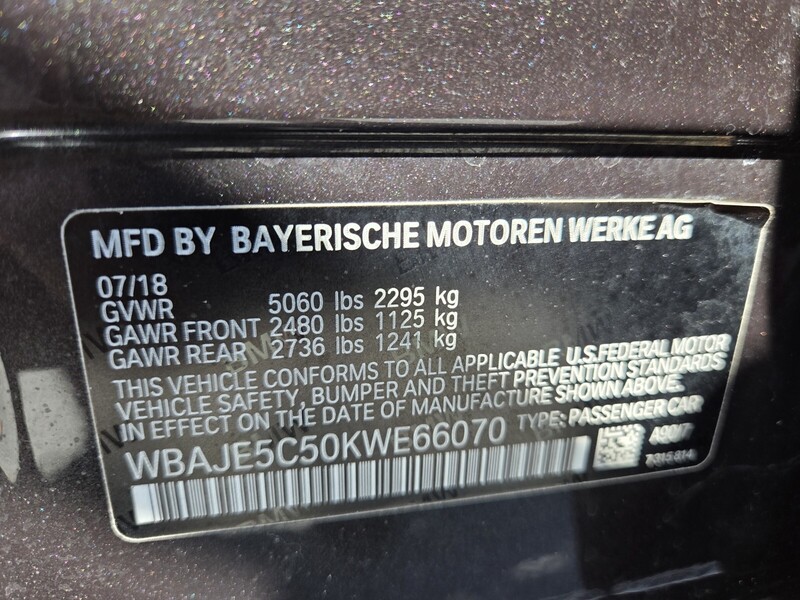 MFD BY BAYERISCHE MOTOREN WERKE AG
07/18
GVWR 5060 lbs 2295 kg
GAWR FRONT 2480 lbs 1125 kg
GAWR REAR 2736 lbs 1241 kg
THIS VEHICLE CONFORMS TO ALL APPLICABLE U.S.FEDERAL MOTOR
VEHICLE SAFETY, BUMPER AND THEFT PREVENTION STANDARDS
IN EFFECT ON THE DATE OF MANUFACTURE SHOWN ABOVE.
WBAJE5C50KWE66070 TYPE: PASSENGER CAR
7315814